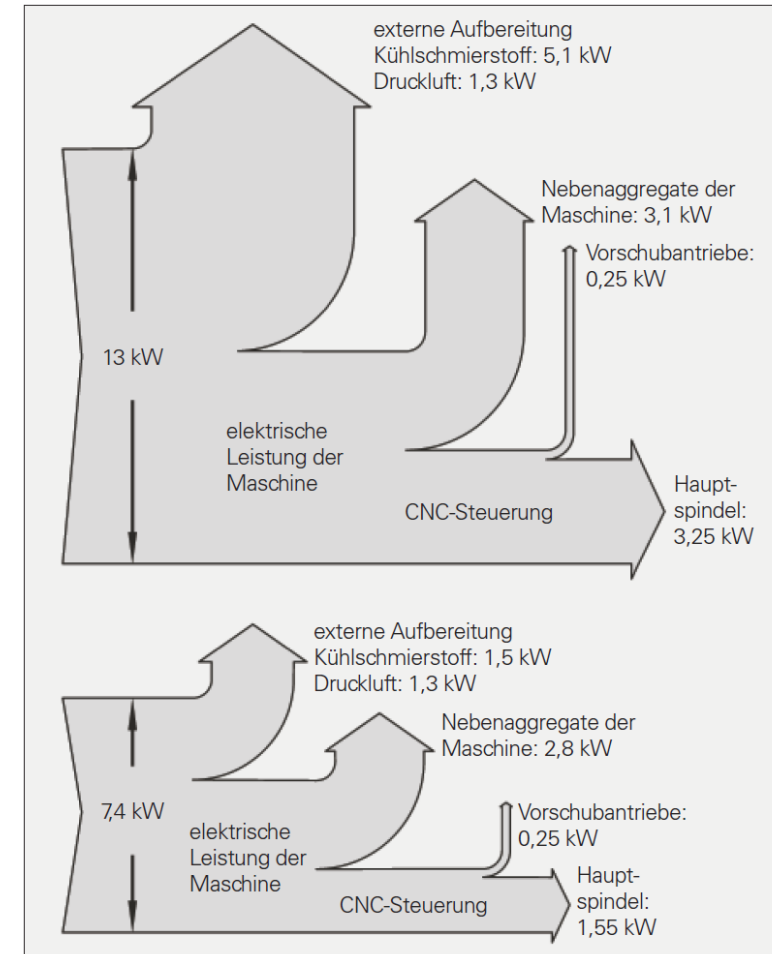 externe Aufbereitung
Kühlschmierstoff: 5,1 kW
Druckluft: 1,3 kW
Nebenaggregate der
Maschine: 3,1 kW
Vorschubantriebe:
0,25 kW
13 kW
elektrische
Leistung der
Maschine
CNC-Steuerung
Haupt-
spindel:
3,25 kW
externe Aufbereitung
Kühlschmierstoff: 1,5 kW
Druckluft: 1,3 kW
Nebenaggregate der
Maschine: 2,8 kW
Vorschubantriebe:
0,25 kW
7,4 kW
elektrische
Leistung der
Maschine
CNC-Steuerung
Haupt-
spindel:
1,55 kW